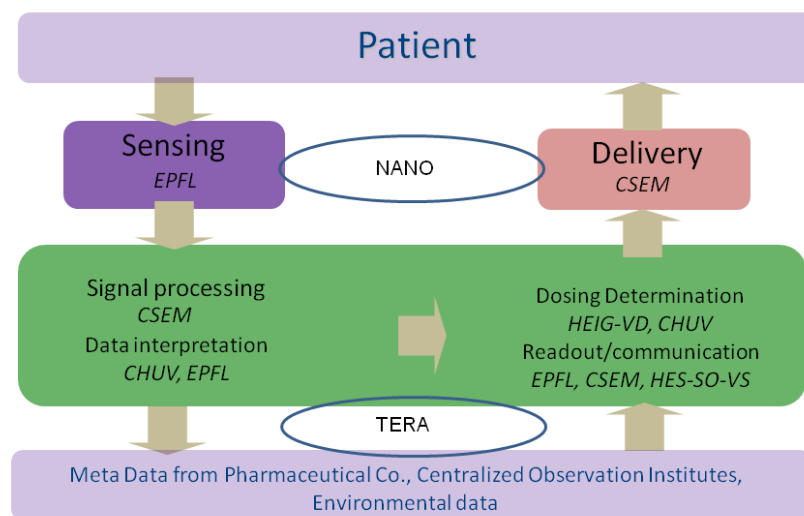 Patient
Sensing
EPFL
NANO
Delivery
CSEM
Signal processing
CSEM
Data interpretation
CHUV, EPFL
Dosing Determination
HEIG-VD, CHUV
Readout/communication
EPFL, CSEM, HES-SO-VS
TERA
Meta Data from Pharmaceutical Co., Centralized Observation Institutes,
Environmental data